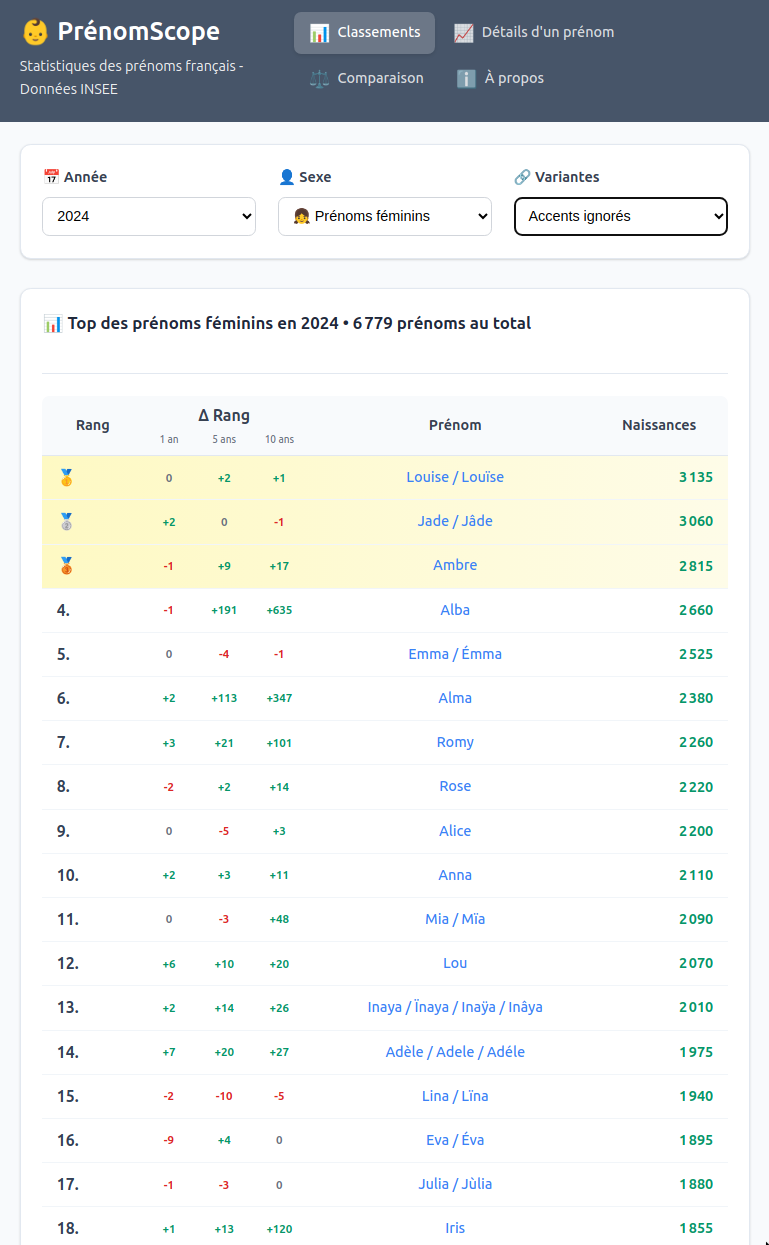 PrénomScope
Statistiques des prénoms français -
Données INSEE
Classements
Détails d'un prénom
Comparaison
À propos
Année
Sexe
Variantes
2024
Prénoms féminins
Accents ignorés
Top des prénoms féminins en 2024 • 6 779 prénoms au total
Rang Δ Rang Prénom Naissances
1 an 5 ans 10 ans
0 +2 +1 Louise / Louïse 3 135
+2 0 -1 Jade / Jâde 3 060
-1 +9 +17 Ambre 2 815
4. -1 +191 +635 Alba 2 660
5. 0 -4 -1 Emma / Émma 2 525
6. +2 +113 +347 Alma 2 380
7. +3 +21 +101 Romy 2 260
8. -2 +2 +14 Rose 2 220
9. 0 -5 +3 Alice 2 200
10. +2 +3 +11 Anna 2 110
11. 0 -3 +48 Mia / Mïa 2 090
12. +6 +10 +20 Lou 2 070
13. +2 +14 +26 Inaya / Ïnaya / Inaÿa / Inâya 2 010
14. +7 +20 +27 Adèle / Adele / Adéle 1 975
15. -2 -10 -5 Lina / Lïna 1 940
16. -9 +4 0 Eva / Éva 1 895
17. -1 -3 0 Julia / Jùlia 1 880
18. +1 +13 +120 Iris 1 855